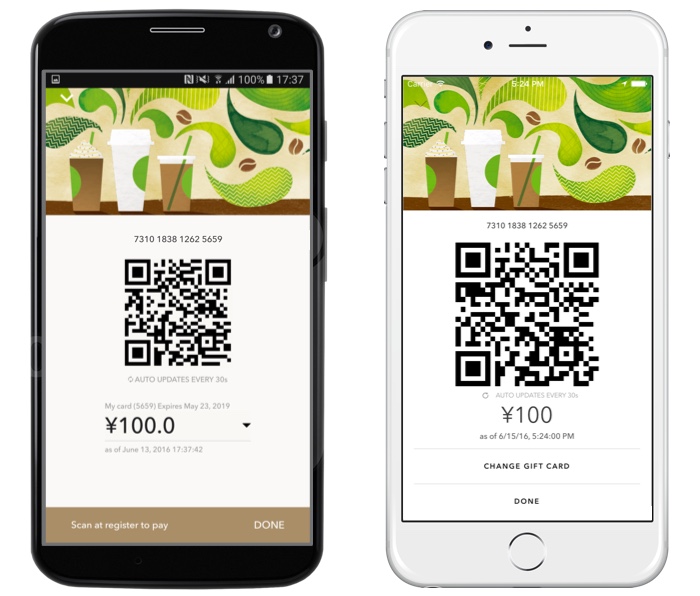 100% 17:37
7310 1838 1262 5659
AUTO UPDATES EVERY 30s
My card (5659) Expires May 23, 2019
¥100.0
as of June 13, 2016 17:37:42
Scan at register to pay
DONE
Carrier 5:24 PM
7310 1838 1262 5659
AUTO UPDATES EVERY 30s
¥100
as of 6/15/16, 5:24:00 PM
CHANGE GIFT CARD
DONE